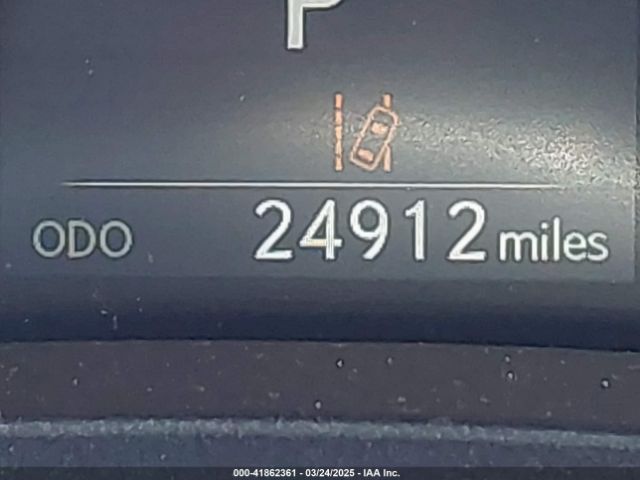 P
ODO 24912 miles
000-41862361 - 03/24/2025 - IAA Inc.